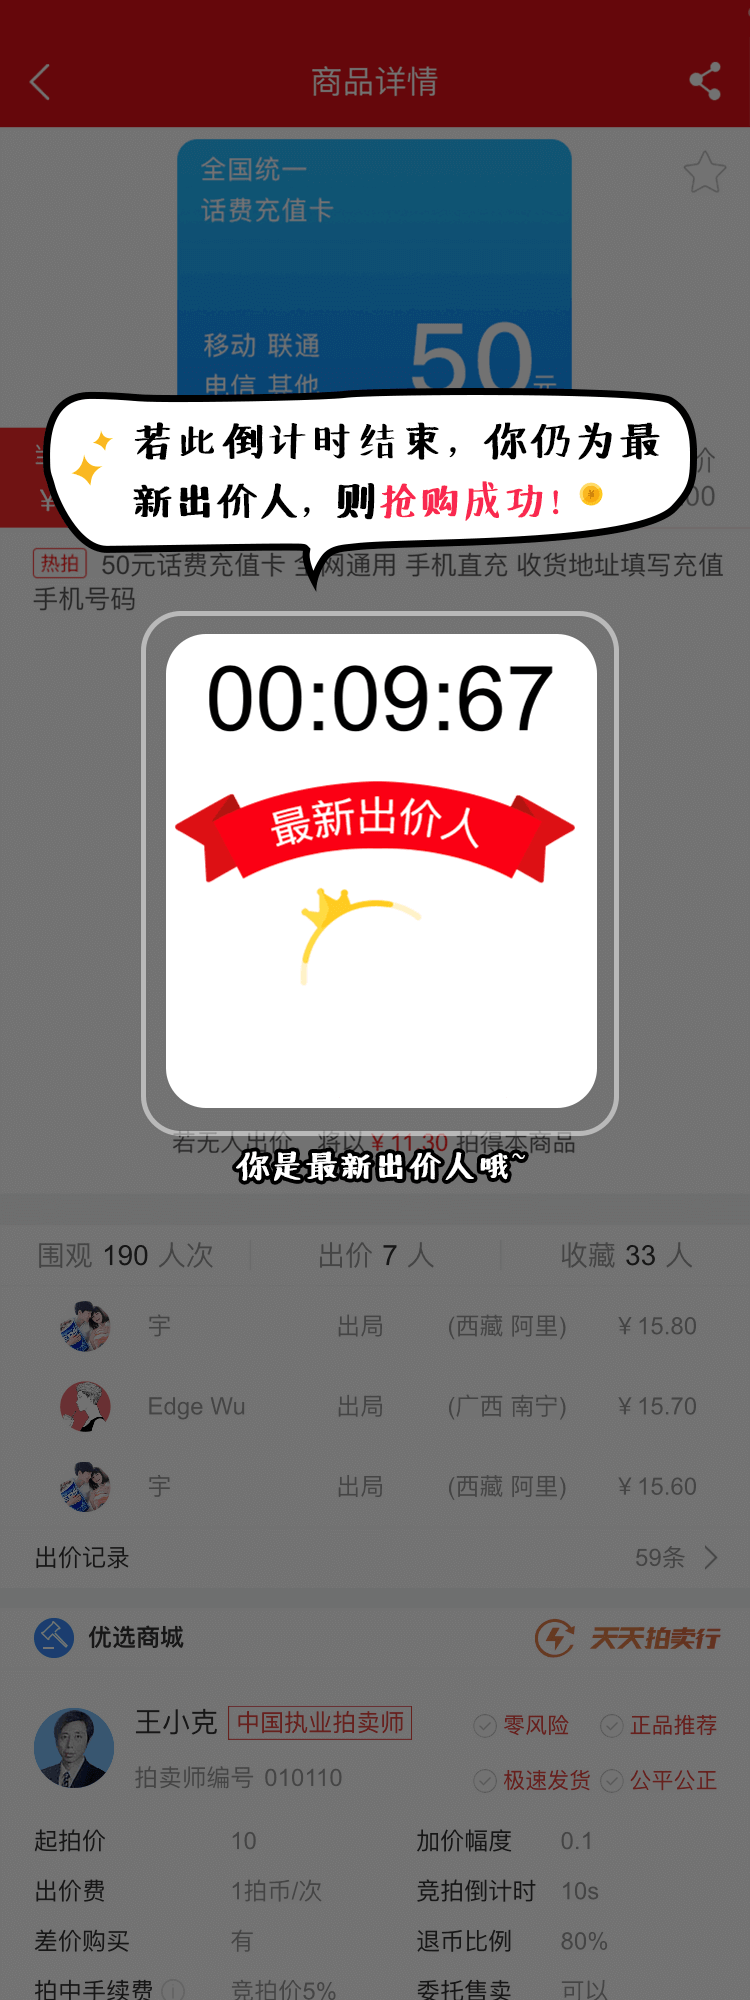 商品详情
全国统一
话费充值卡
移动 联通
电信 其他
50元
若此倒计时结束，你仍为最
新出价人，则抢购成功！
价
¥
00
热拍 50元话费充值卡 全网通用 手机直充 收货地址填写充值
手机号码
00:09:67
最新出价人
若无人出价，将以 ¥ 11.30 拍得本商品
你是最新出价人哦~
围观 190 人次 出价 7 人 收藏 33 人
宇 出局 (西藏 阿里) ¥ 15.80
Edge Wu 出局 (广西 南宁) ¥ 15.70
宇 出局 (西藏 阿里) ¥ 15.60
出价记录 59条
优选商城 天天拍卖行
王小克 中国执业拍卖师 零风险 正品推荐
拍卖师编号 010110 极速发货 公平公正
起拍价 10 加价幅度 0.1
出价费 1拍币/次 竞拍倒计时 10s
差价购买 有 退币比例 80%
拍中手续费 竞拍价5% 委托售卖 可以